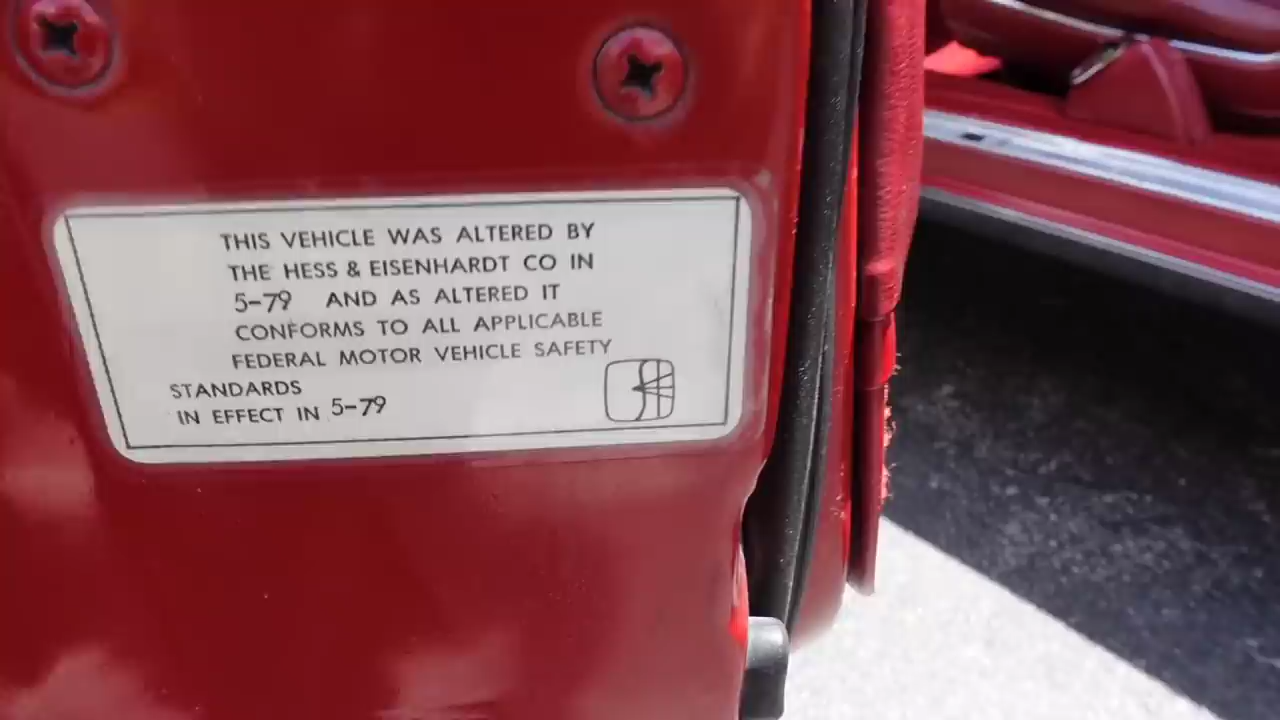 THIS VEHICLE WAS ALTERED BY
THE HESS & EISENHARDT CO IN
5-79 AND AS ALTERED IT
CONFORMS TO ALL APPLICABLE
FEDERAL MOTOR VEHICLE SAFETY
STANDARDS
IN EFFECT IN 5-79